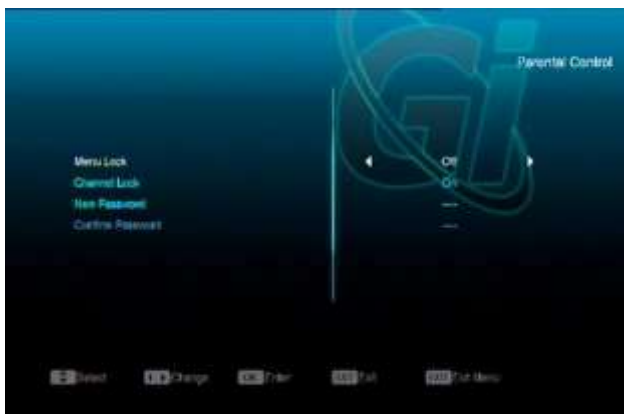 Gi
Parental Control
Menu Lock Off
Channel Lock On
New Password ----
Confirm Password ----
Select Change OK Enter EXIT Exit Exit Menu